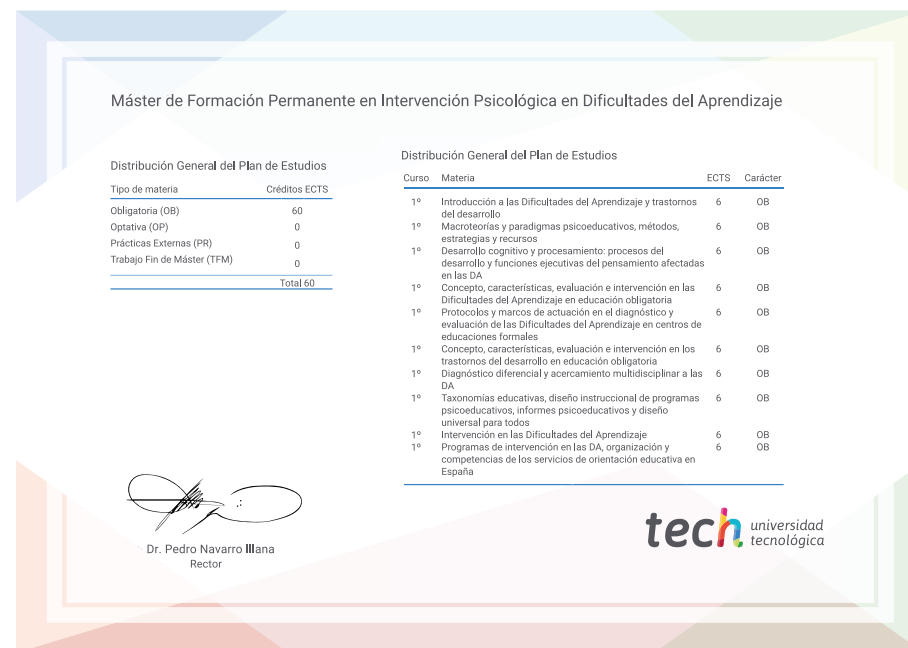 Máster de Formación Permanente en Intervención Psicológica en Dificultades del Aprendizaje
Distribución General del Plan de Estudios
Tipo de materia Créditos ECTS
Obligatoria (OB) 60
Optativa (OP) 0
Prácticas Externas (PR) 0
Trabajo Fin de Máster (TFM) 0
Total 60
Distribución General del Plan de Estudios
Curso Materia ECTS Carácter
1º Introducción a las Dificultades del Aprendizaje y trastornos 6 OB
del desarrollo
1º Macroteorías y paradigmas psicoeducativos, métodos, 6 OB
estrategias y recursos
1º Desarrollo cognitivo y procesamiento: procesos del 6 OB
desarrollo y funciones ejecutivas del pensamiento afectadas
en las DA
1º Concepto, características, evaluación e intervención en las 6 OB
Dificultades del Aprendizaje en educación obligatoria
1º Protocolos y marcos de actuación en el diagnóstico y 6 OB
evaluación de las Dificultades del Aprendizaje en centros de
educaciones formales
1º Concepto, características, evaluación e intervención en los 6 OB
trastornos del desarrollo en educación obligatoria
1º Diagnóstico diferencial y acercamiento multidisciplinar a las 6 OB
DA
1º Taxonomías educativas, diseño instruccional de programas 6 OB
psicoeducativos, informes psicoeducativos y diseño
universal para todos
1º Intervención en las Dificultades del Aprendizaje 6 OB
1º Programas de intervención en las DA, organización y 6 OB
competencias de los servicios de orientación educativa en
España
Dr. Pedro Navarro Illana
Rector
tech universidad
tecnológica